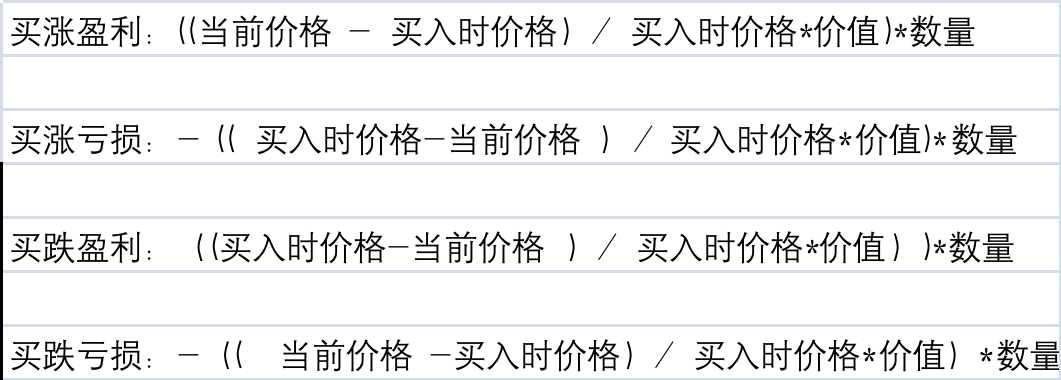 买涨盈利：((当前价格 - 买入时价格) / 买入时价格*价值)*数量
买涨亏损：-(( 买入时价格-当前价格 ) / 买入时价格*价值)*数量
买跌盈利： ((买入时价格-当前价格 ) / 买入时价格*价值) )*数量
买跌亏损：- (( 当前价格 -买入时价格) / 买入时价格*价值) *数量